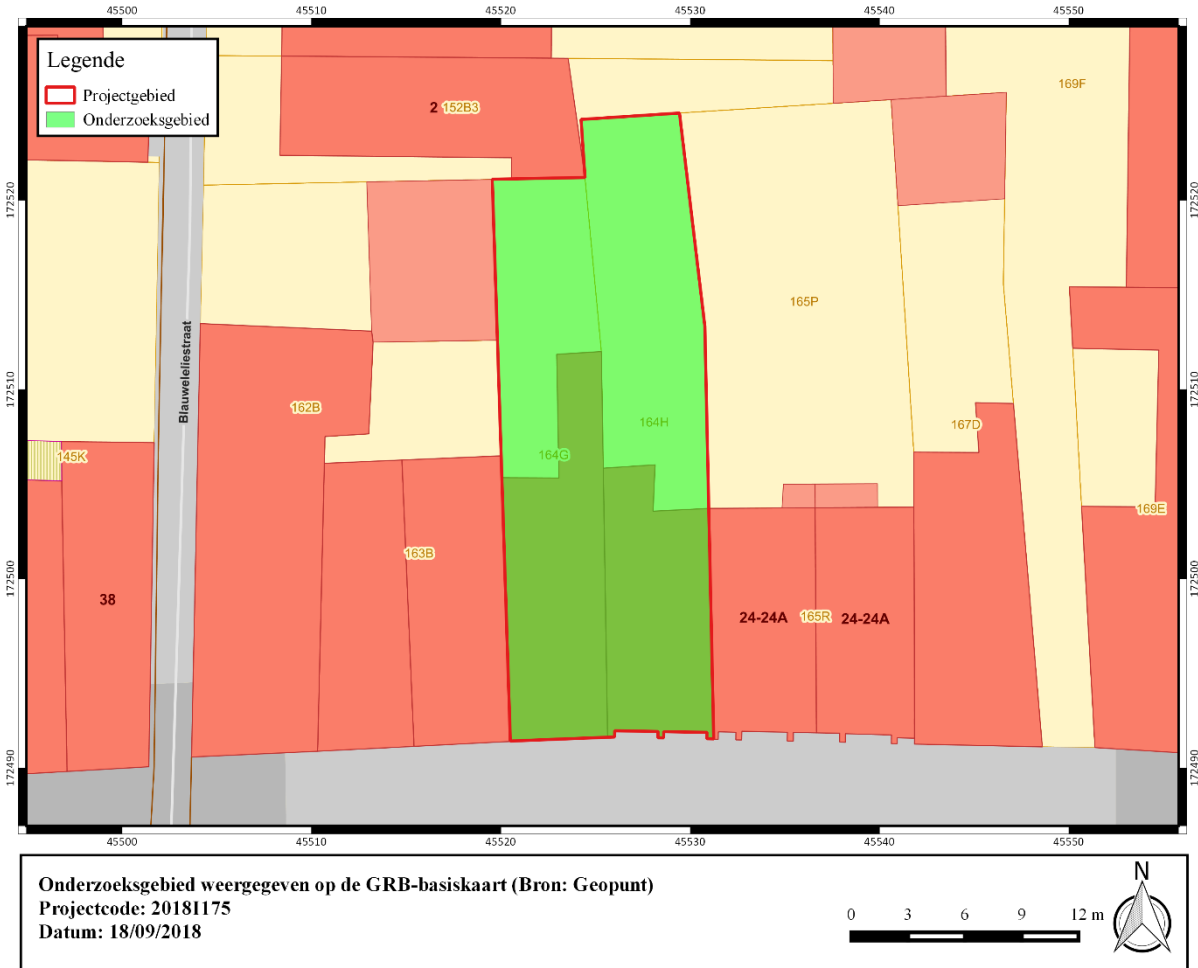 45500 45510 45520 45530 45540 45550
Legende
Projectgebied
Onderzoeksgebied
2 152B3
169F
172520 172520
165P
Blauweleliestraat
172510 172510
162B
164H
167D
145K
164G
169E
163B
172500 172500
38
24-24A 165R 24-24A
172490 172490
45500 45510 45520 45530 45540 45550
Onderzoeksgebied weergegeven op de GRB-basiskaart (Bron: Geopunt)
Projectcode: 2018I175
Datum: 18/09/2018
0 3 6 9 12 m
N